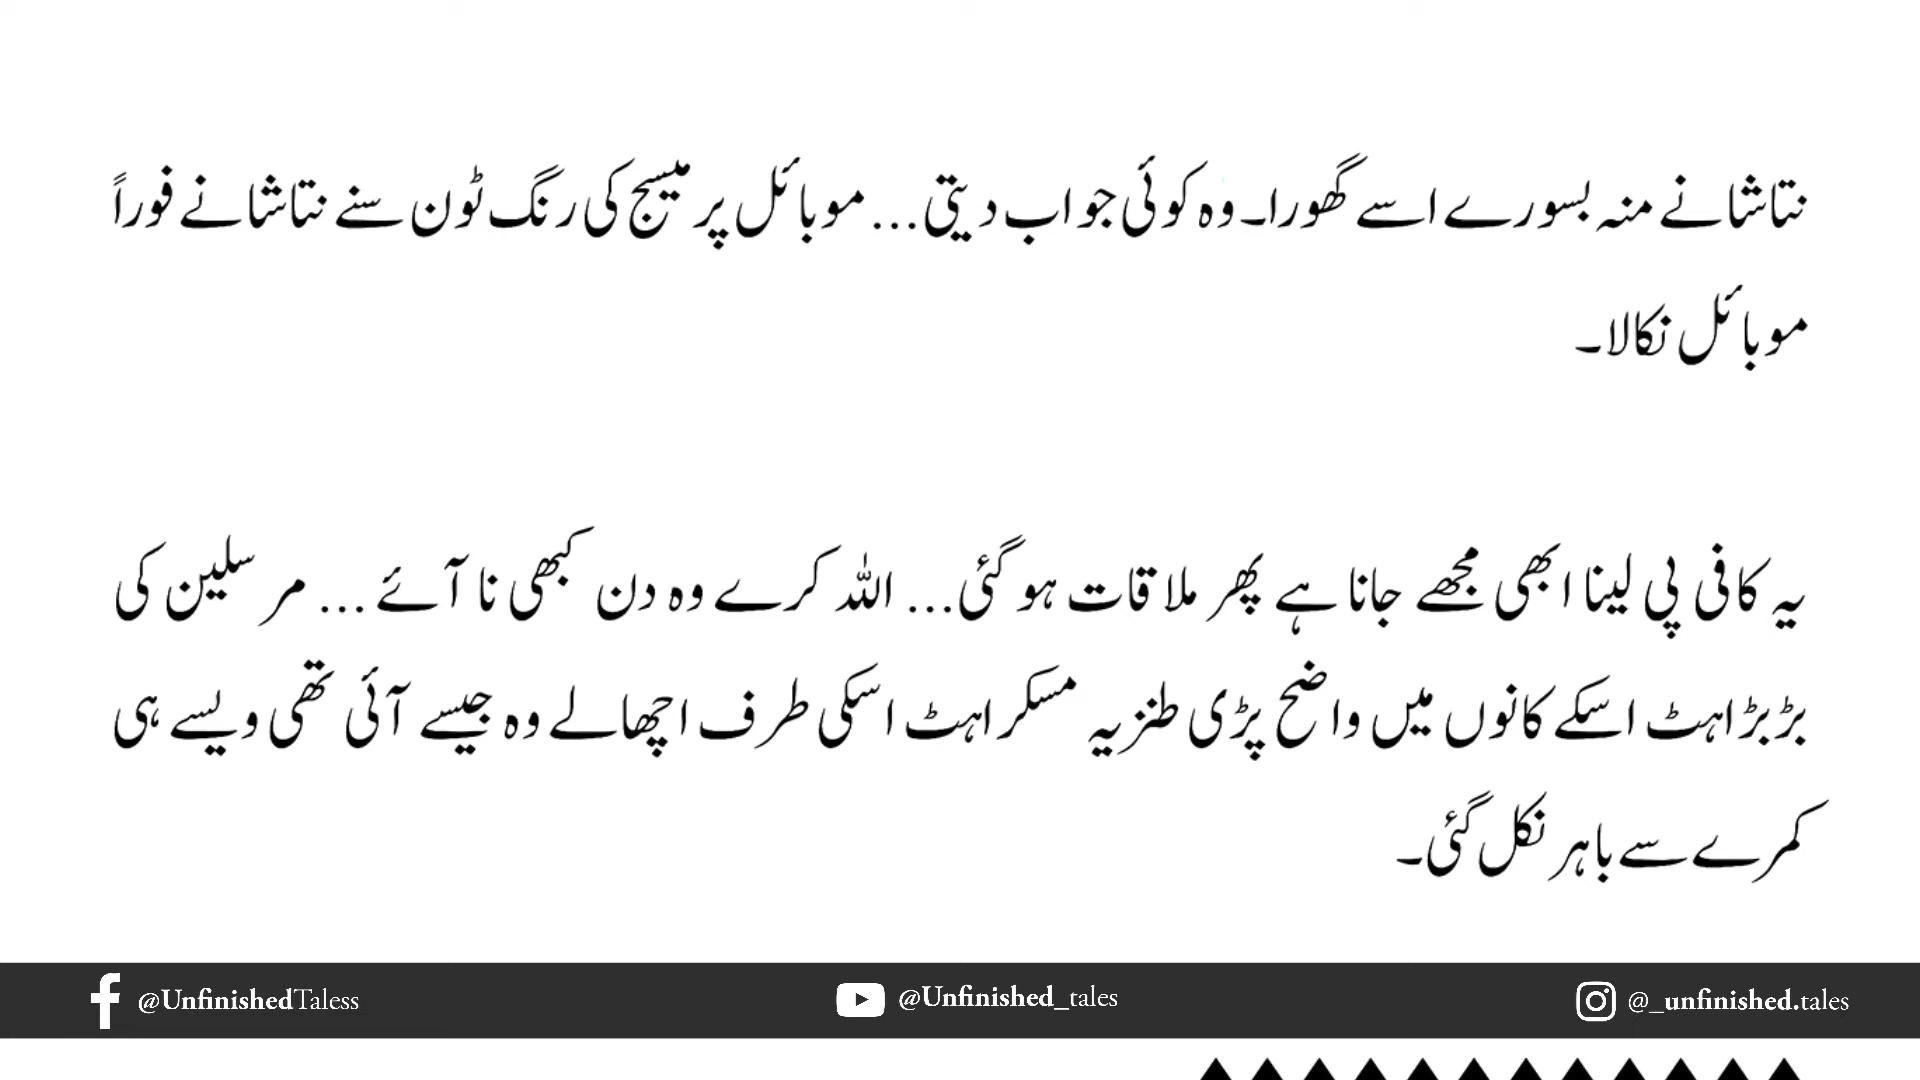 نتاشا نے منہ بسورے اسے گھورا۔ وہ کوئی جواب دیتی... موبائل پر میسج کی رنگ ٹون سنے نتاشا نے فوراً
موبائل نکالا۔
یہ کافی پی لینا ابھی مجھے جانا ہے پھر ملاقات ہو گئی... اللہ کرے وہ دن کبھی نا آئے... مرسلین کی
بڑبڑاہٹ اسکے کانوں میں واضح پڑی طنزیہ مسکراہٹ اسکی طرف اچھالے وہ جیسے آئی تھی ویسے ہی
کمرے سے باہر نکل گئی۔
@UnfinishedTaless
@Unfinished_tales
@_unfinished.tales